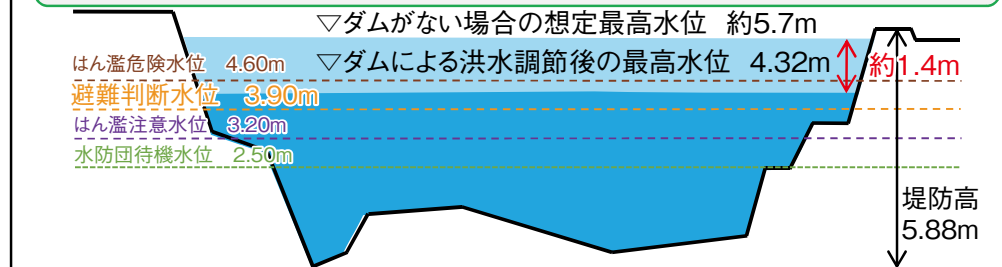 ▽ダムがない場合の想定最高水位 約5.7m
はん濫危険水位 4.60m
▽ダムによる洪水調節後の最高水位 4.32m
約1.4m
避難判断水位 3.90m
はん濫注意水位 3.20m
水防団待機水位 2.50m
堤防高
5.88m